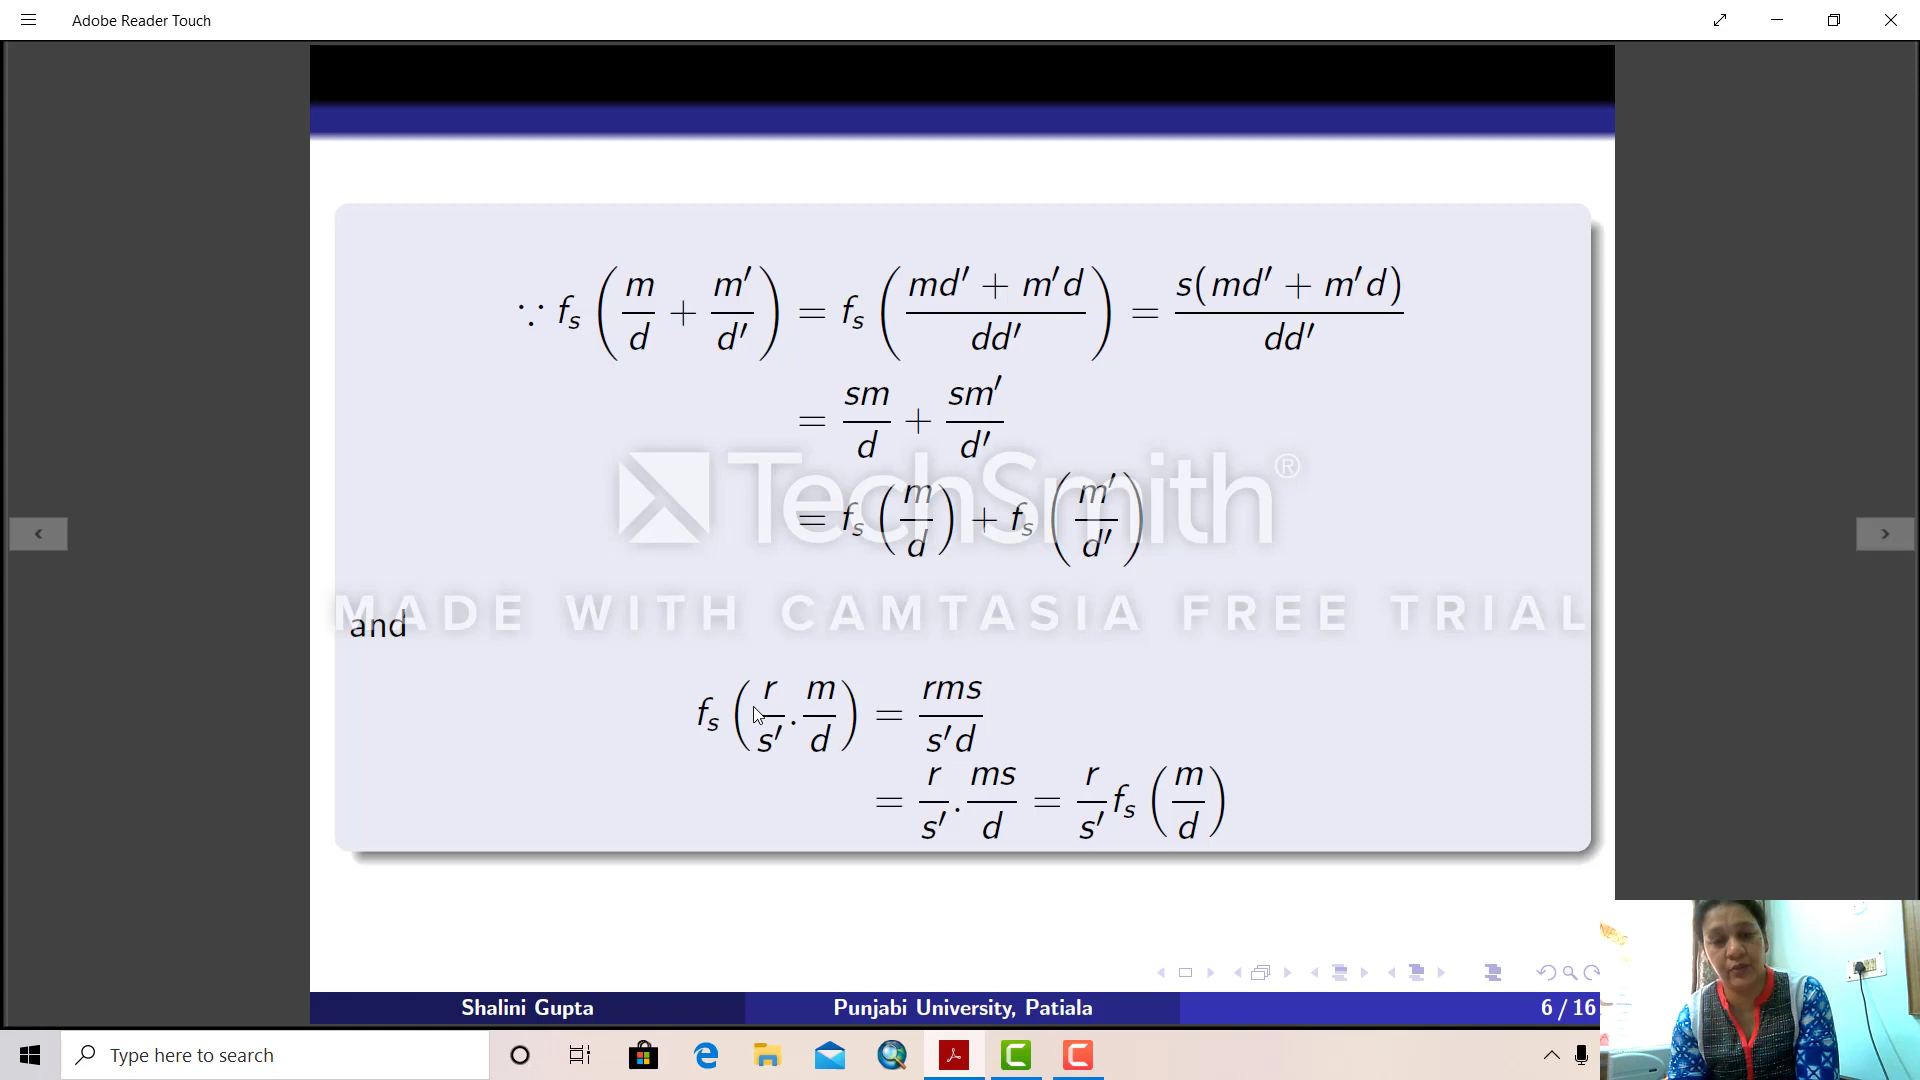 Adobe Reader Touch
∵ f_s (m/d + m′/d′) = f_s ((md′ + m′d)/dd′) = s(md′ + m′d)/dd′
= sm/d + sm′/d′
= f_s (m/d) + f_s (m′/d′)
TechSmith®
MADE WITH CAMTASIA FREE TRIAL
and
f_s (r/s′ . m/d) = rms/s′d
= r/s′ . ms/d = r/s′ f_s (m/d)
Shalini Gupta Punjabi University, Patiala 6 / 16
Type here to search